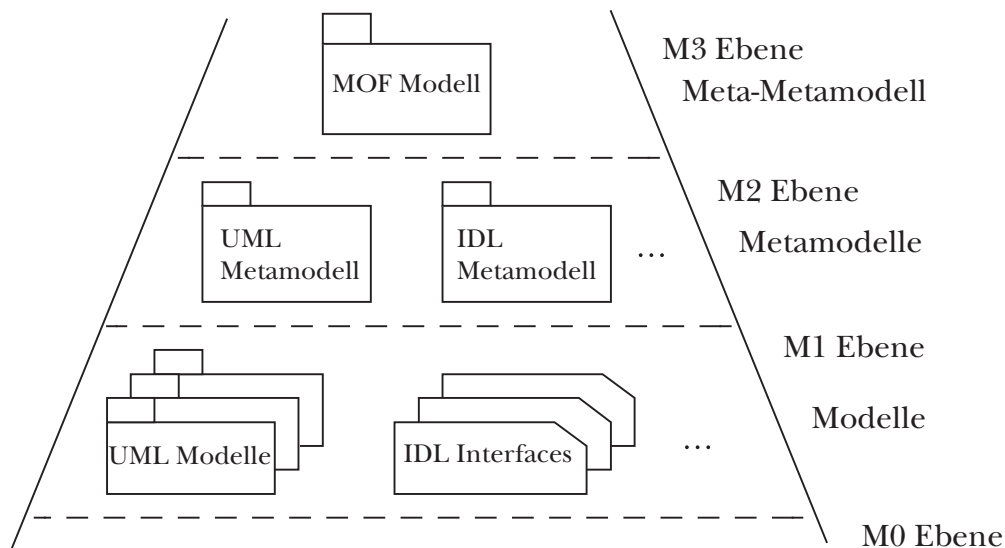 M3 Ebene
MOF Modell
Meta-Metamodell
M2 Ebene
UML
Metamodell
IDL
Metamodell
...
Metamodelle
M1 Ebene
Modelle
UML Modelle
IDL Interfaces
...
M0 Ebene